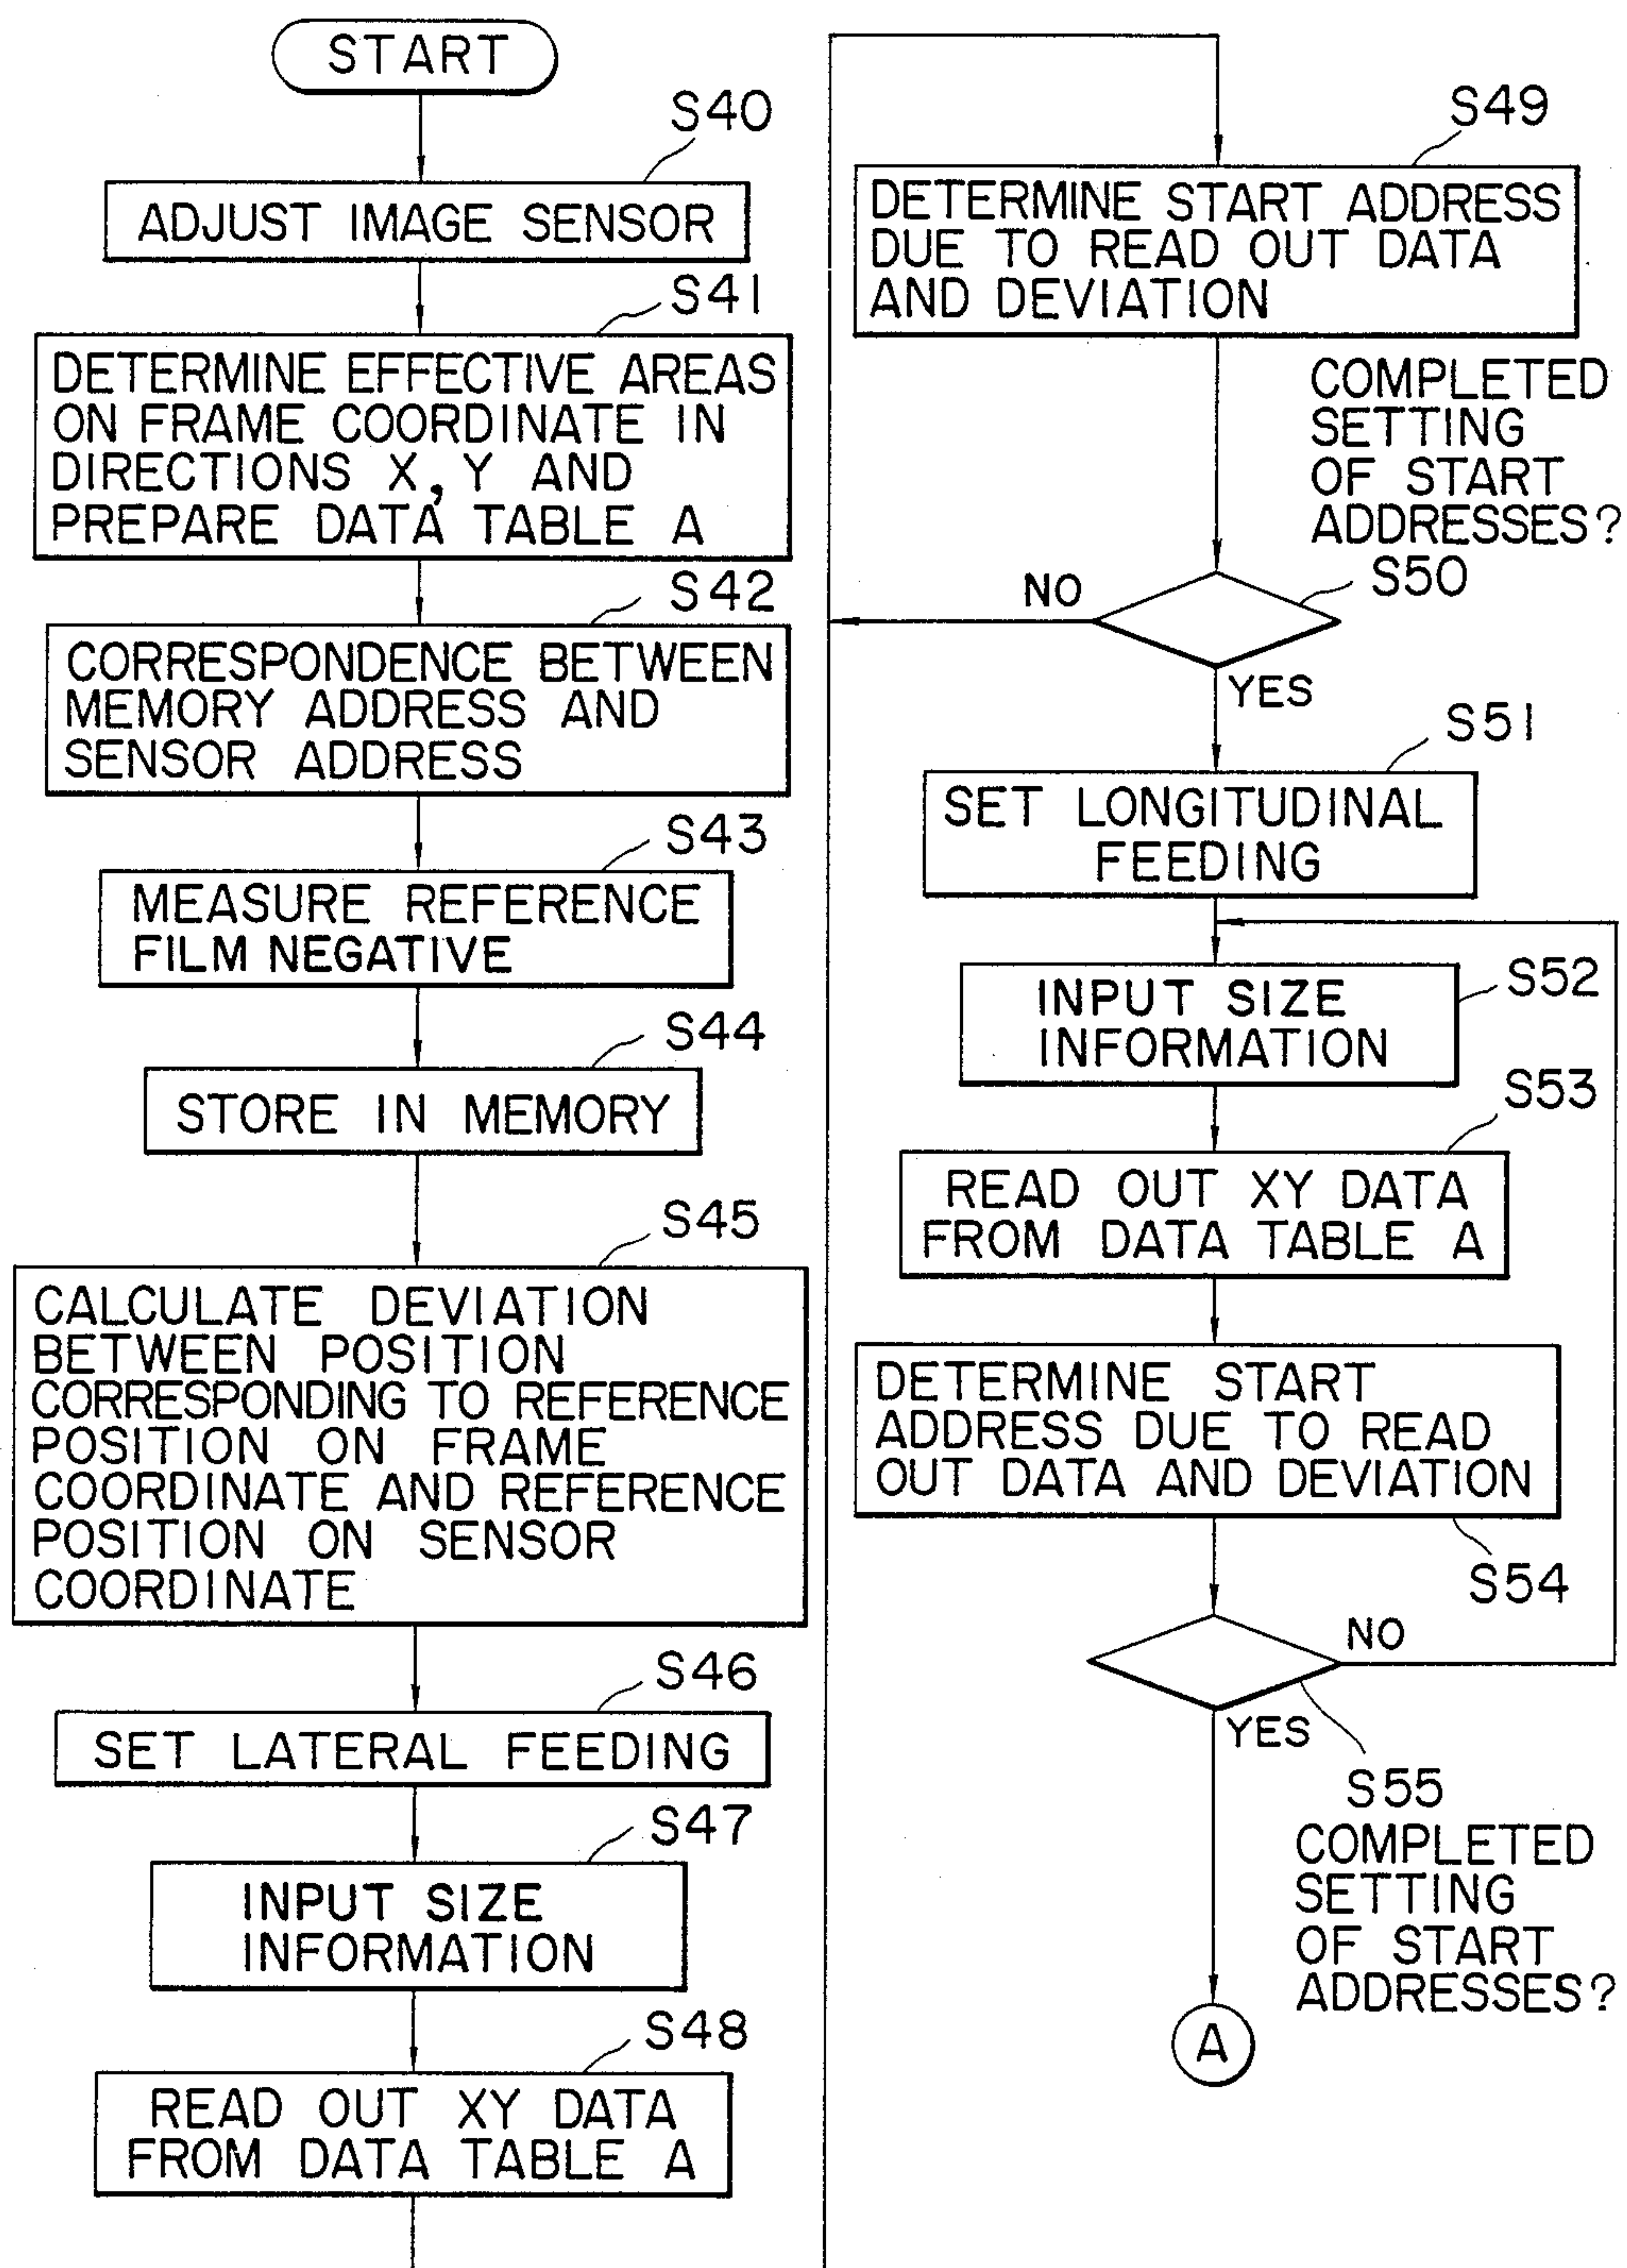 START
S40
ADJUST IMAGE SENSOR
S41
DETERMINE EFFECTIVE AREAS
ON FRAME COORDINATE IN
DIRECTIONS X, Y AND
PREPARE DATA TABLE A
S42
CORRESPONDENCE BETWEEN
MEMORY ADDRESS AND
SENSOR ADDRESS
S43
MEASURE REFERENCE
FILM NEGATIVE
S44
STORE IN MEMORY
S45
CALCULATE DEVIATION
BETWEEN POSITION
CORRESPONDING TO REFERENCE
POSITION ON FRAME
COORDINATE AND REFERENCE
POSITION ON SENSOR
COORDINATE
S46
SET LATERAL FEEDING
S47
INPUT SIZE
INFORMATION
S48
READ OUT XY DATA
FROM DATA TABLE A
S49
DETERMINE START ADDRESS
DUE TO READ OUT DATA
AND DEVIATION
COMPLETED
SETTING
OF START
ADDRESSES?
S50
NO
YES
S51
SET LONGITUDINAL
FEEDING
S52
INPUT SIZE
INFORMATION
S53
READ OUT XY DATA
FROM DATA TABLE A
DETERMINE START
ADDRESS DUE TO READ
OUT DATA AND DEVIATION
S54
NO
YES
S55
COMPLETED
SETTING
OF START
ADDRESSES?
A